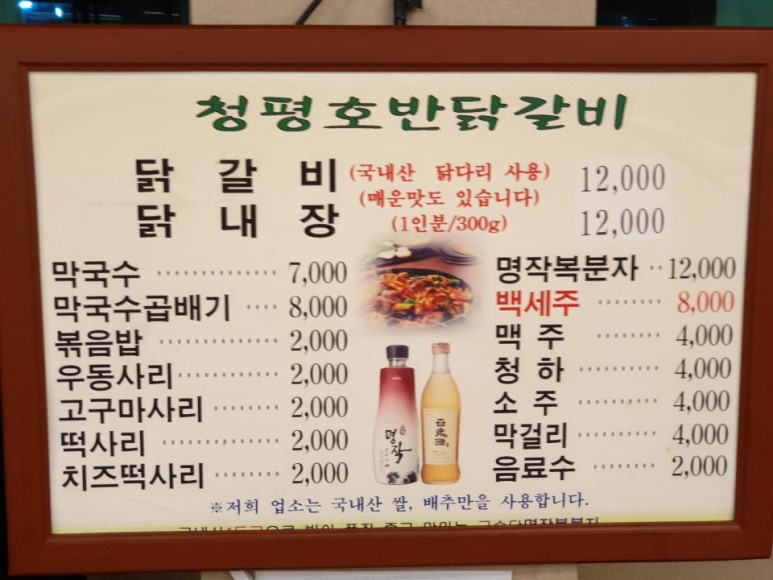 청평호반닭갈비
닭갈비 (국내산 닭다리 사용) 12,000
(매운맛도 있습니다)
닭내장 (1인분/300g) 12,000
막국수 ·············· 7,000
막국수곱배기 ···· 8,000
볶음밥 ·············· 2,000
우동사리 ············ 2,000
고구마사리 ········ 2,000
떡사리 ·············· 2,000
치즈떡사리 ········ 2,000
명작복분자 ·· 12,000
백세주 ········ 8,000
맥주 ·········· 4,000
청하 ·········· 4,000
소주 ·········· 4,000
막걸리 ········ 4,000
음료수 ········ 2,000
명작
※저희 업소는 국내산 쌀, 배추만을 사용합니다.